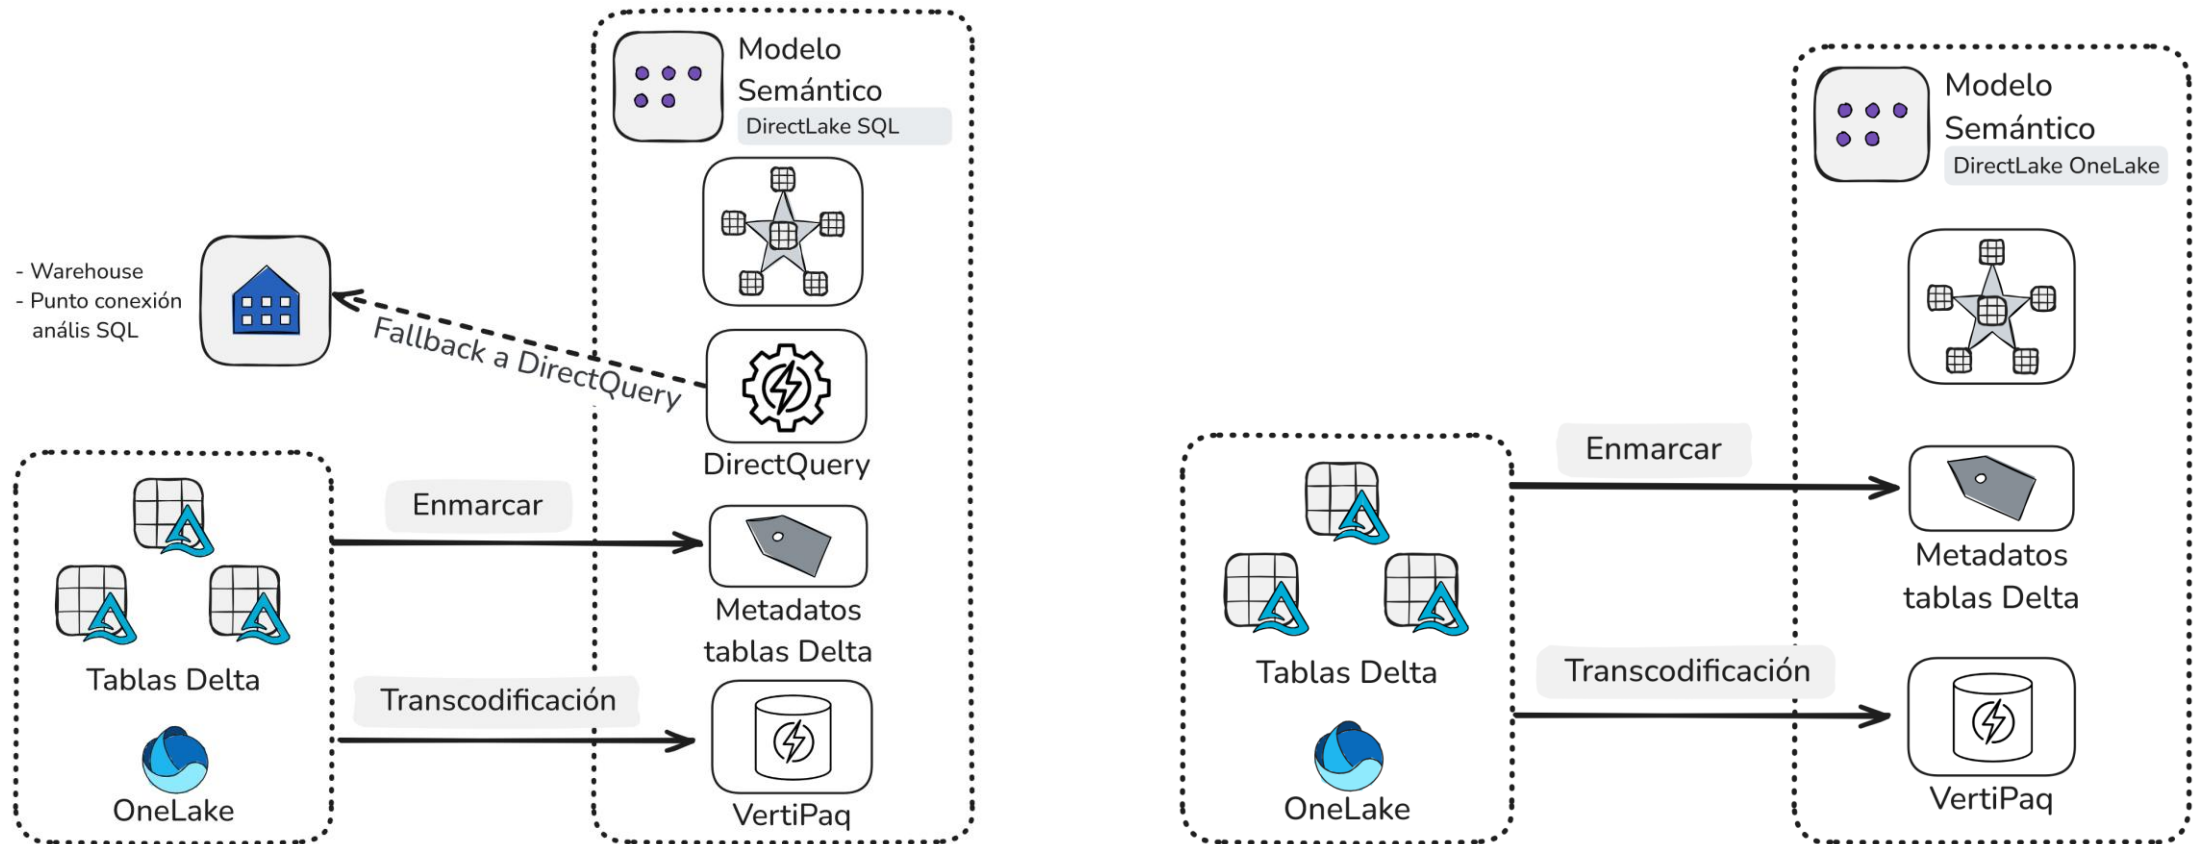 Modelo
Semántico
DirectLake SQL
- Warehouse
- Punto conexión
anális SQL
Fallback a DirectQuery
DirectQuery
Enmarcar
Metadatos
tablas Delta
Tablas Delta
Transcodificación
OneLake
VertiPaq
Modelo
Semántico
DirectLake OneLake
Enmarcar
Metadatos
tablas Delta
Tablas Delta
Transcodificación
OneLake
VertiPaq